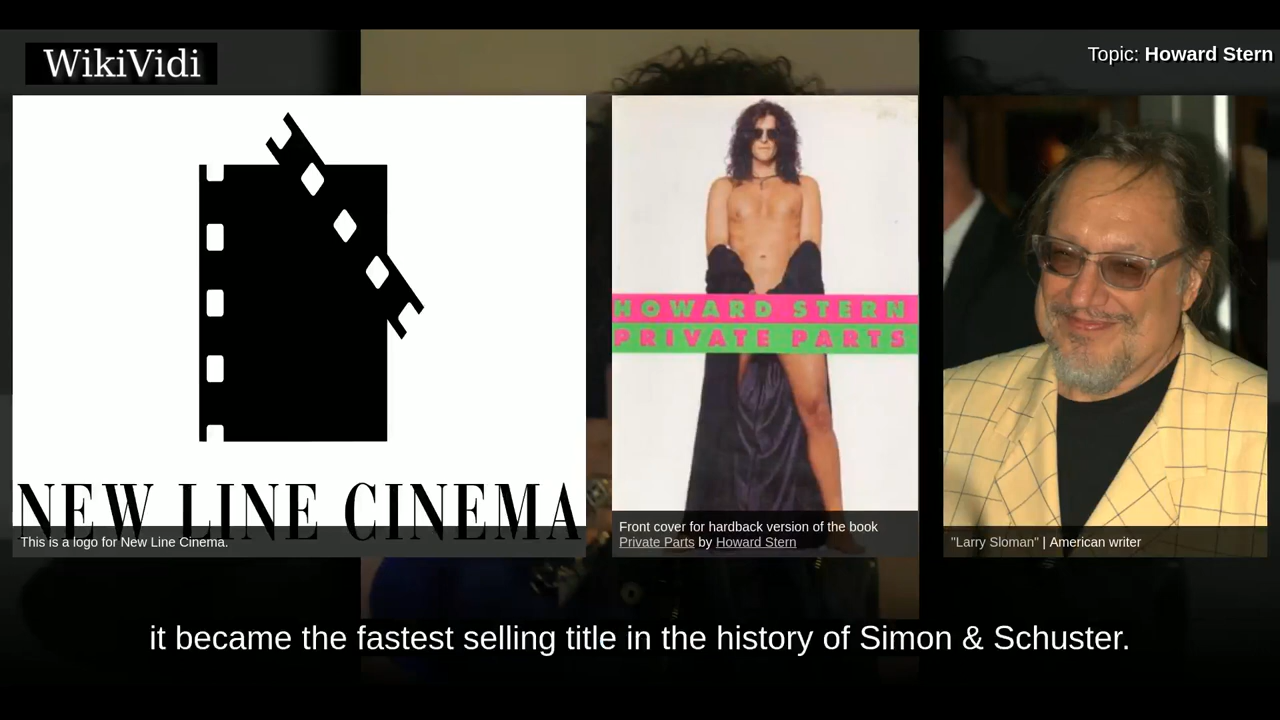 WikiVidi
Topic: Howard Stern
NEW LINE CINEMA
This is a logo for New Line Cinema.
HOWARD STERN
PRIVATE PARTS
Front cover for hardback version of the book
Private Parts by Howard Stern
"Larry Sloman" | American writer
it became the fastest selling title in the history of Simon & Schuster.